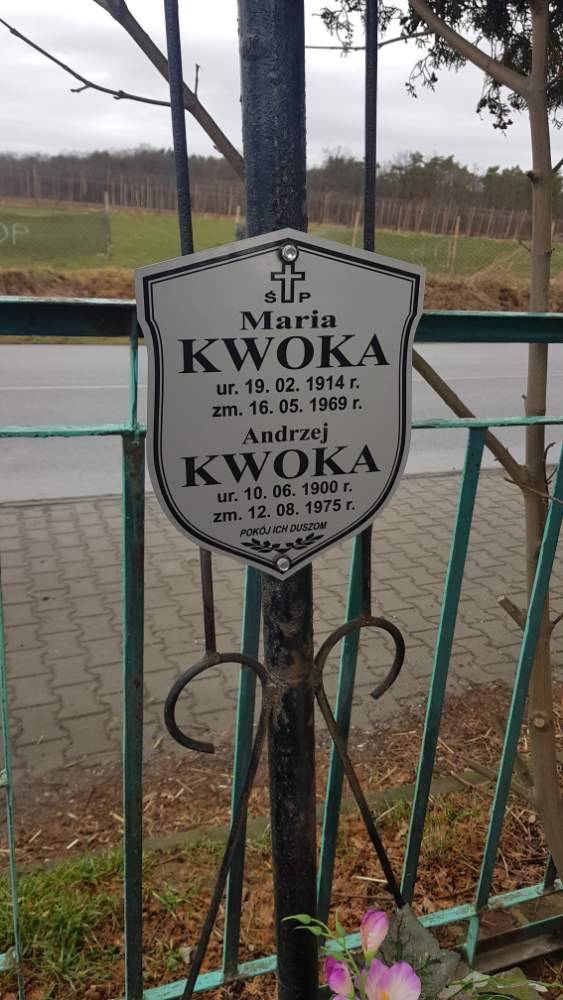 Ś P
Maria
KWOKA
ur. 19. 02. 1914 r.
zm. 16. 05. 1969 r.
Andrzej
KWOKA
ur. 10. 06. 1900 r.
zm. 12. 08. 1975 r.
POKÓJ ICH DUSZOM